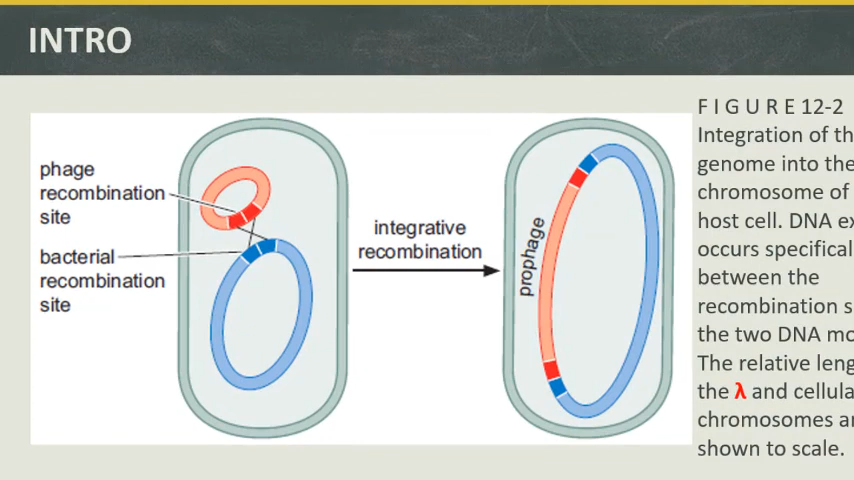 INTRO
phage
recombination
site
bacterial
recombination
site
integrative
recombination
prophage
F I G U R E 12-2
Integration of th
genome into the
chromosome of
host cell. DNA ex
occurs specifical
between the
recombination s
the two DNA mo
The relative leng
the λ and cellula
chromosomes a
shown to scale.